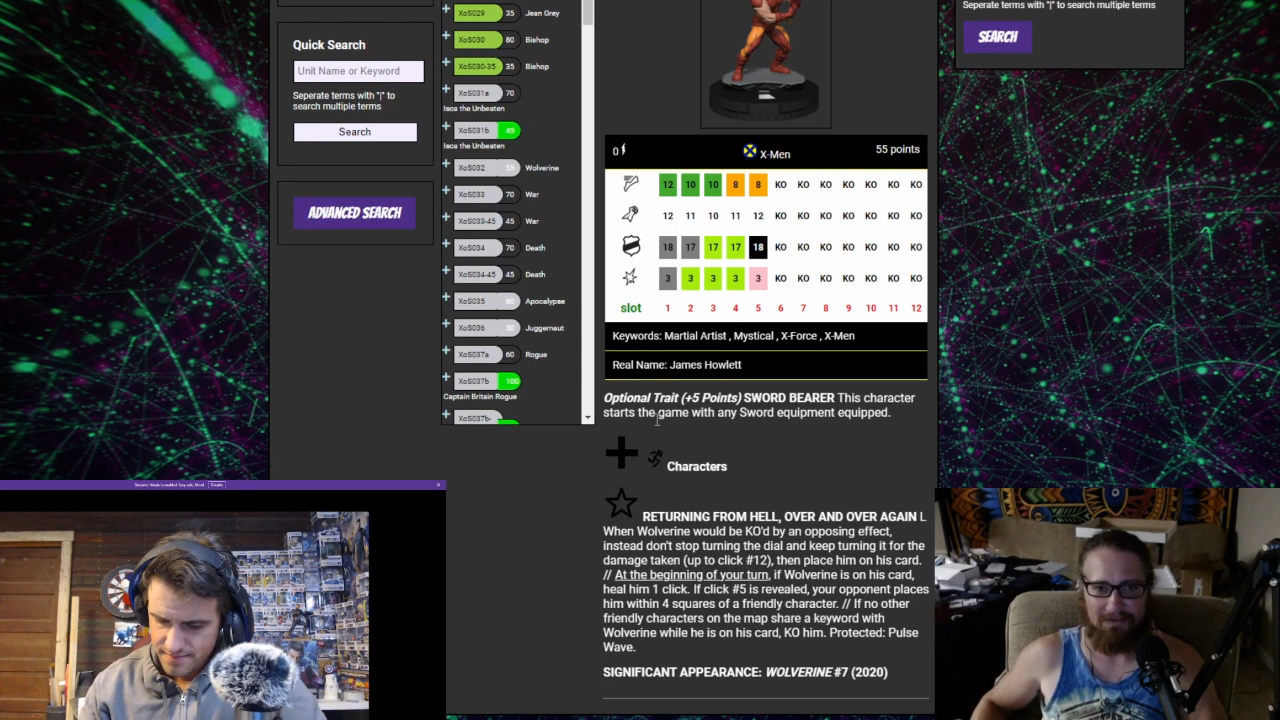 Quick Search
Unit Name or Keyword
Seperate terms with "|" to
search multiple terms
Search
ADVANCED SEARCH
XoS029 35 Jean Grey
XoS030 80 Bishop
XoS030-35 35 Bishop
XoS031a 70
Isca the Unbeaten
XoS031b 45
Isca the Unbeaten
XoS032 55 Wolverine
XoS033 70 War
XoS033-45 45 War
XoS034 70 Death
XoS034-45 45 Death
XoS035 Apocalypse
XoS036 Juggernaut
XoS037a 60 Rogue
XoS037b 100
Captain Britain Rogue
XoS037b-
0 X-Men 55 points
12 10 10 8 8 KO KO KO KO KO KO KO
12 11 10 11 12 KO KO KO KO KO KO KO
18 17 17 17 18 KO KO KO KO KO KO KO
3 3 3 3 3 KO KO KO KO KO KO KO
slot 1 2 3 4 5 6 7 8 9 10 11 12
Keywords: Martial Artist , Mystical , X-Force , X-Men
Real Name: James Howlett
Optional Trait (+5 Points) SWORD BEARER This character
starts the game with any Sword equipment equipped.
Characters
RETURNING FROM HELL, OVER AND OVER AGAIN L
When Wolverine would be KO'd by an opposing effect,
instead don't stop turning the dial and keep turning it for the
damage taken (up to click #12), then place him on his card.
// At the beginning of your turn, if Wolverine is on his card,
heal him 1 click. If click #5 is revealed, your opponent places
him within 4 squares of a friendly character. // If no other
friendly characters on the map share a keyword with
Wolverine while he is on his card, KO him. Protected: Pulse
Wave.
SIGNIFICANT APPEARANCE: WOLVERINE #7 (2020)
Seperate terms with "|" to search multiple terms
SEARCH